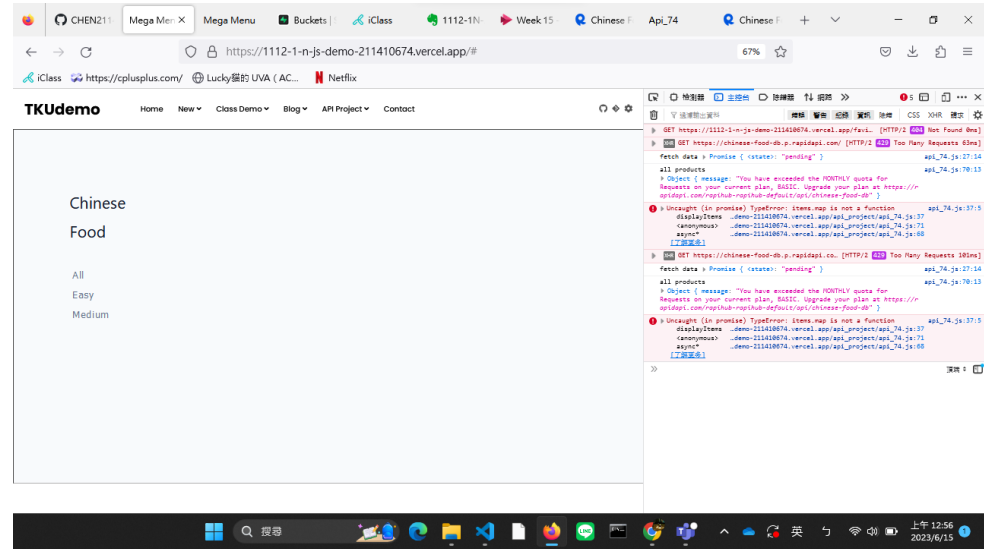 CHEN211
Mega Men
Mega Menu
Buckets |
iClass
1112-1N-
Week 15
Chinese F
Api_74
Chinese F
https://1112-1-n-js-demo-211410674.vercel.app/#
67%
iClass
https://cplusplus.com/
Lucky貓的 UVA ( AC...
Netflix
TKUdemo
Home
New
Class Demo
Blog
API Project
Contact
Chinese
Food
All
Easy
Medium
檢測器
主控台
除錯器
網路
5
過濾輸出資料
錯誤
警告
紀錄
資訊
除錯
CSS
XHR
請求
GET https://1112-1-n-js-demo-211410674.vercel.app/favi… [HTTP/2 404 Not Found 0ms]
XHR GET https://chinese-food-db.p.rapidapi.com/ [HTTP/2 429 Too Many Requests 63ms]
fetch data ▸ Promise { <state>: "pending" } api_74.js:27:14
all products api_74.js:70:13
▸ Object { message: "You have exceeded the MONTHLY quota for
Requests on your current plan, BASIC. Upgrade your plan at https://r
apidapi.com/rapihub-rapihub-default/api/chinese-food-db" }
Uncaught (in promise) TypeError: items.map is not a function api_74.js:37:5
displayItems …demo-211410674.vercel.app/api_project/api_74.js:37
<anonymous> …demo-211410674.vercel.app/api_project/api_74.js:71
async* …demo-211410674.vercel.app/api_project/api_74.js:68
[了解更多]
XHR GET https://chinese-food-db.p.rapidapi.co… [HTTP/2 429 Too Many Requests 101ms]
fetch data ▸ Promise { <state>: "pending" } api_74.js:27:14
all products api_74.js:70:13
▸ Object { message: "You have exceeded the MONTHLY quota for
Requests on your current plan, BASIC. Upgrade your plan at https://r
apidapi.com/rapihub-rapihub-default/api/chinese-food-db" }
Uncaught (in promise) TypeError: items.map is not a function api_74.js:37:5
displayItems …demo-211410674.vercel.app/api_project/api_74.js:37
<anonymous> …demo-211410674.vercel.app/api_project/api_74.js:71
async* …demo-211410674.vercel.app/api_project/api_74.js:68
[了解更多]
頂端
搜尋
英
ㄅ
上午 12:56
2023/6/15
1